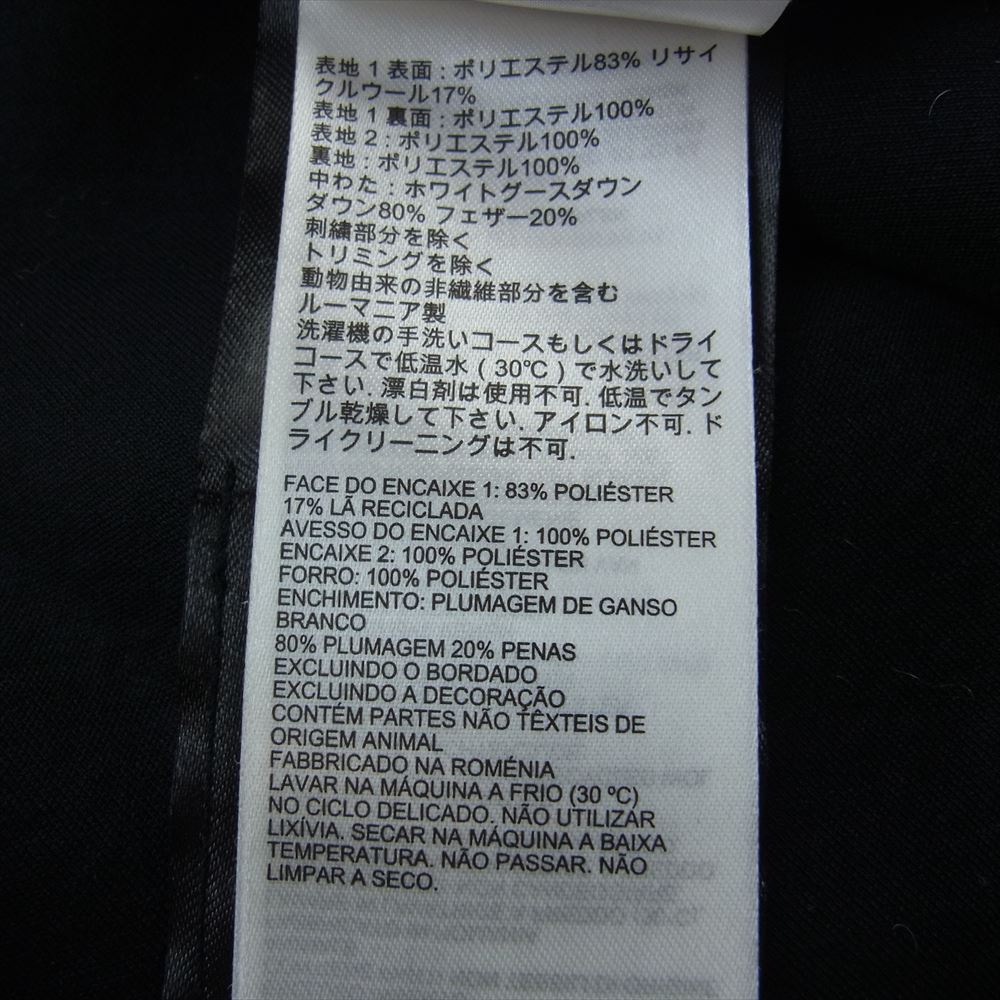 表地 1 表面 : ポリエステル83% リサイ
クルウール17%
表地 1 裏面 : ポリエステル100%
表地 2 : ポリエステル100%
裏地 : ポリエステル100%
中わた : ホワイトグースダウン
ダウン80% フェザー20%
刺繍部分を除く
トリミングを除く
動物由来の非繊維部分を含む
ルーマニア製
洗濯機の手洗いコースもしくはドライ
コースで低温水 ( 30℃ ) で水洗いして
下さい. 漂白剤は使用不可. 低温でタン
ブル乾燥して下さい. アイロン不可. ド
ライクリーニングは不可.
FACE DO ENCAIXE 1: 83% POLIÉSTER
17% LÃ RECICLADA
AVESSO DO ENCAIXE 1: 100% POLIÉSTER
ENCAIXE 2: 100% POLIÉSTER
FORRO: 100% POLIÉSTER
ENCHIMENTO: PLUMAGEM DE GANSO
BRANCO
80% PLUMAGEM 20% PENAS
EXCLUINDO O BORDADO
EXCLUINDO A DECORAÇÃO
CONTÉM PARTES NÃO TÊXTEIS DE
ORIGEM ANIMAL
FABBRICADO NA ROMÉNIA
LAVAR NA MÁQUINA A FRIO (30 ºC)
NO CICLO DELICADO. NÃO UTILIZAR
LIXÍVIA. SECAR NA MÁQUINA A BAIXA
TEMPERATURA. NÃO PASSAR. NÃO
LIMPAR A SECO.